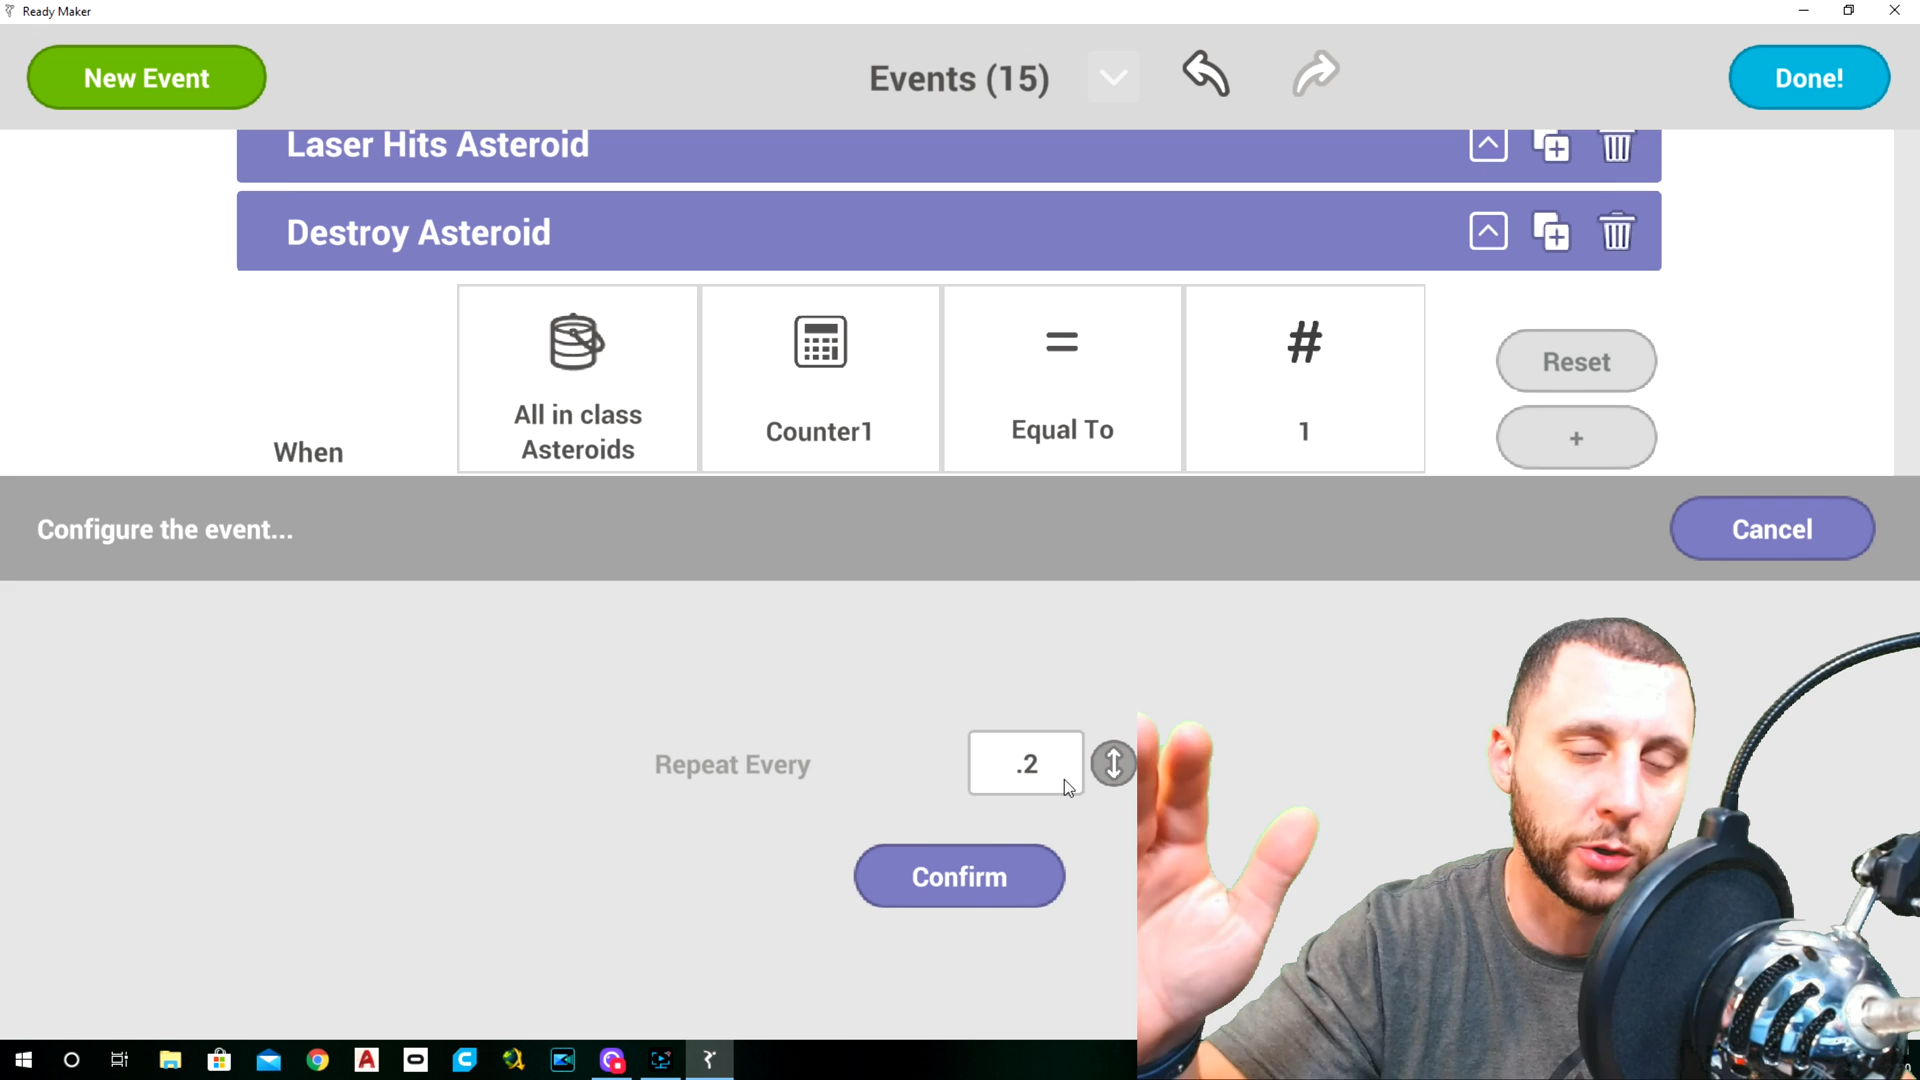 Ready Maker
New Event
Events (15)
Done!
Laser Hits Asteroid
Destroy Asteroid
All in class
Asteroids
Counter1
=
Equal To
#
1
Reset
+
When
Configure the event...
Cancel
Repeat Every
.2
Confirm